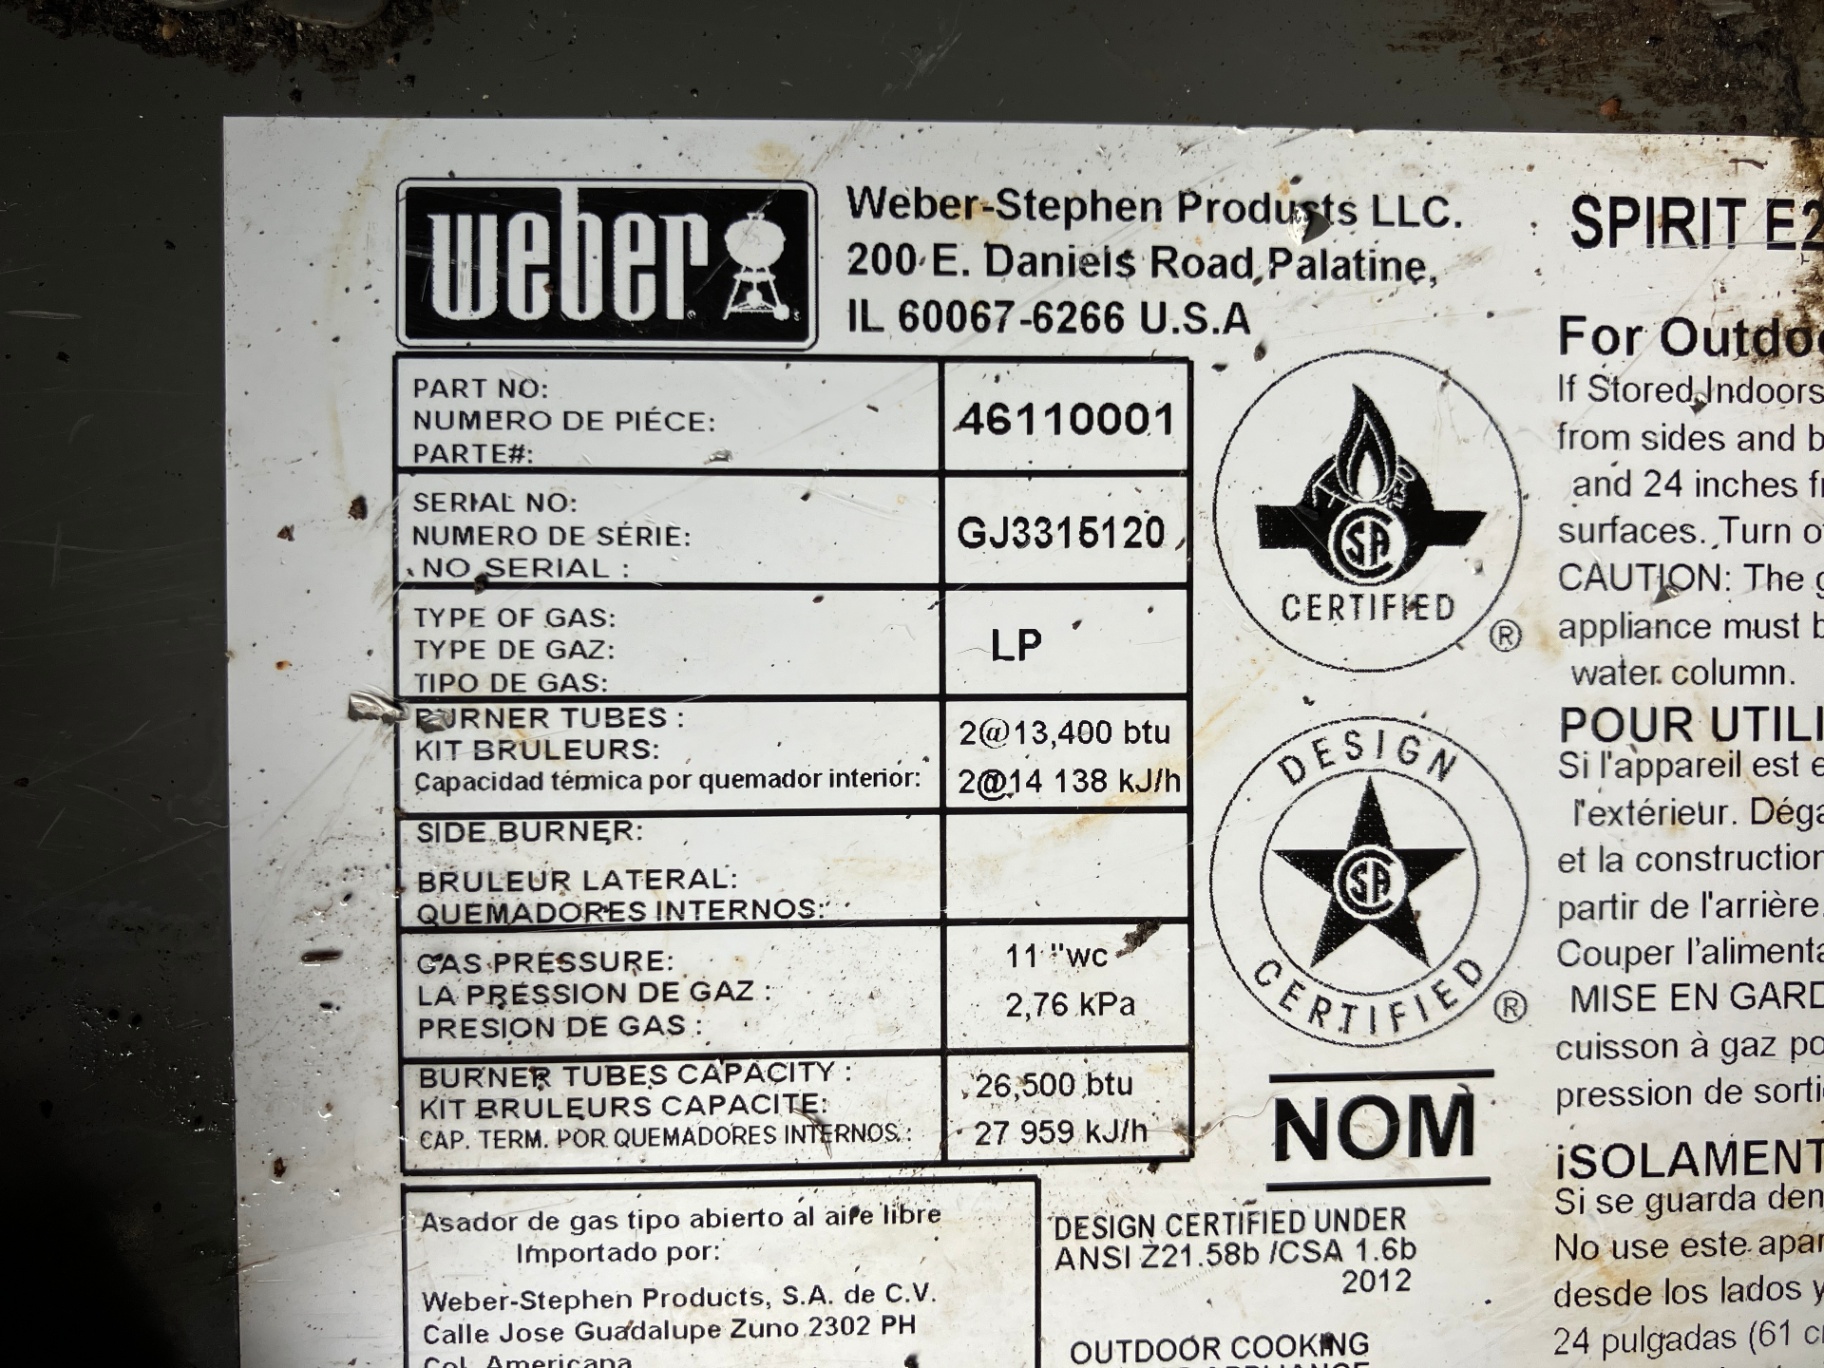 weber
Weber-Stephen Products LLC.
200 E. Daniels Road Palatine,
IL 60067-6266 U.S.A
PART NO:
NUMERO DE PIÉCE:
PARTE#:
46110001
SERIAL NO:
NUMERO DE SÉRIE:
NO SERIAL :
GJ3315120
TYPE OF GAS:
TYPE DE GAZ:
TIPO DE GAS:
LP
BURNER TUBES :
KIT BRULEURS:
Capacidad térmica por quemador interior:
2@13,400 btu
2@14 138 kJ/h
SIDE BURNER:
BRULEUR LATERAL:
QUEMADORES INTERNOS:
GAS PRESSURE:
LA PRESSION DE GAZ :
PRESION DE GAS :
11 "wc
2,76 kPa
BURNER TUBES CAPACITY :
KIT BRULEURS CAPACITE:
CAP. TERM. POR QUEMADORES INTERNOS.:
26,500 btu
27 959 kJ/h
Asador de gas tipo abierto al aire libre
Importado por:
Weber-Stephen Products, S.A. de C.V.
Calle Jose Guadalupe Zuno 2302 PH
Col. Americana
CSA
CERTIFIED
®
DESIGN
CSA
CERTIFIED
®
NOM
DESIGN CERTIFIED UNDER
ANSI Z21.58b /CSA 1.6b
2012
OUTDOOR COOKING
SPIRIT E2
For Outdoo
If Stored Indoors
from sides and b
and 24 inches fr
surfaces. Turn o
CAUTION: The g
appliance must b
water column.
POUR UTILI
Si l'appareil est e
l'extérieur. Déga
et la construction
partir de l'arrière.
Couper l'alimenta
MISE EN GARD
cuisson à gaz po
pression de sorti
¡SOLAMENT
Si se guarda den
No use este apar
desde los lados y
24 pulgadas (61 c